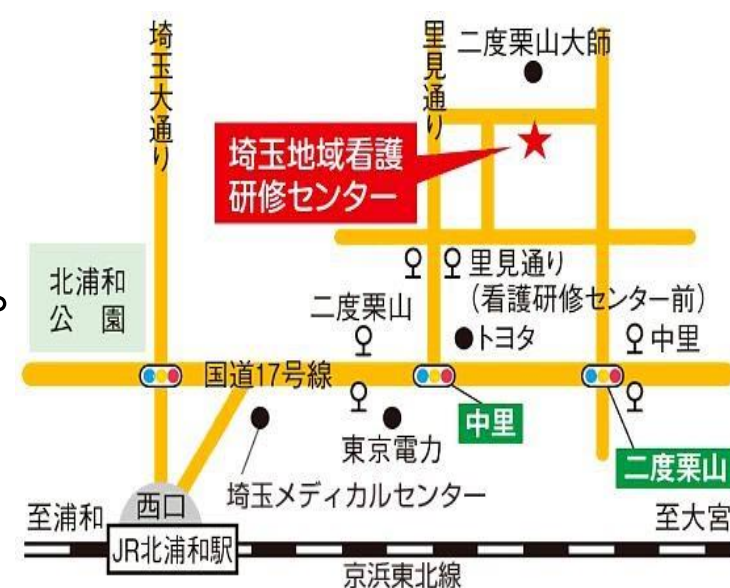 埼玉大通り
里見通り
二度栗山大師
埼玉地域看護
研修センター
北浦和
公　園
里見通り
（看護研修センター前）
二度栗山
トヨタ
中里
国道17号線
中里
東京電力
二度栗山
埼玉メディカルセンター
至浦和
西口
至大宮
JR北浦和駅
京浜東北線